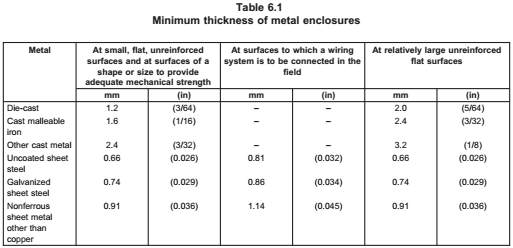 Table 6.1
Minimum thickness of metal enclosures
Metal
At small, flat, unreinforced
surfaces and at surfaces of a
shape or size to provide
adequate mechanical strength
At surfaces to which a wiring
system is to be connected in the
field
At relatively large unreinforced
flat surfaces
mm (in) mm (in) mm (in)
Die-cast 1.2 (3/64) – – 2.0 (5/64)
Cast malleable 1.6 (1/16) – – 2.4 (3/32)
iron
Other cast metal 2.4 (3/32) – – 3.2 (1/8)
Uncoated sheet 0.66 (0.026) 0.81 (0.032) 0.66 (0.026)
steel
Galvanized 0.74 (0.029) 0.86 (0.034) 0.74 (0.029)
sheet steel
Nonferrous 0.91 (0.036) 1.14 (0.045) 0.91 (0.036)
sheet metal
other than
copper